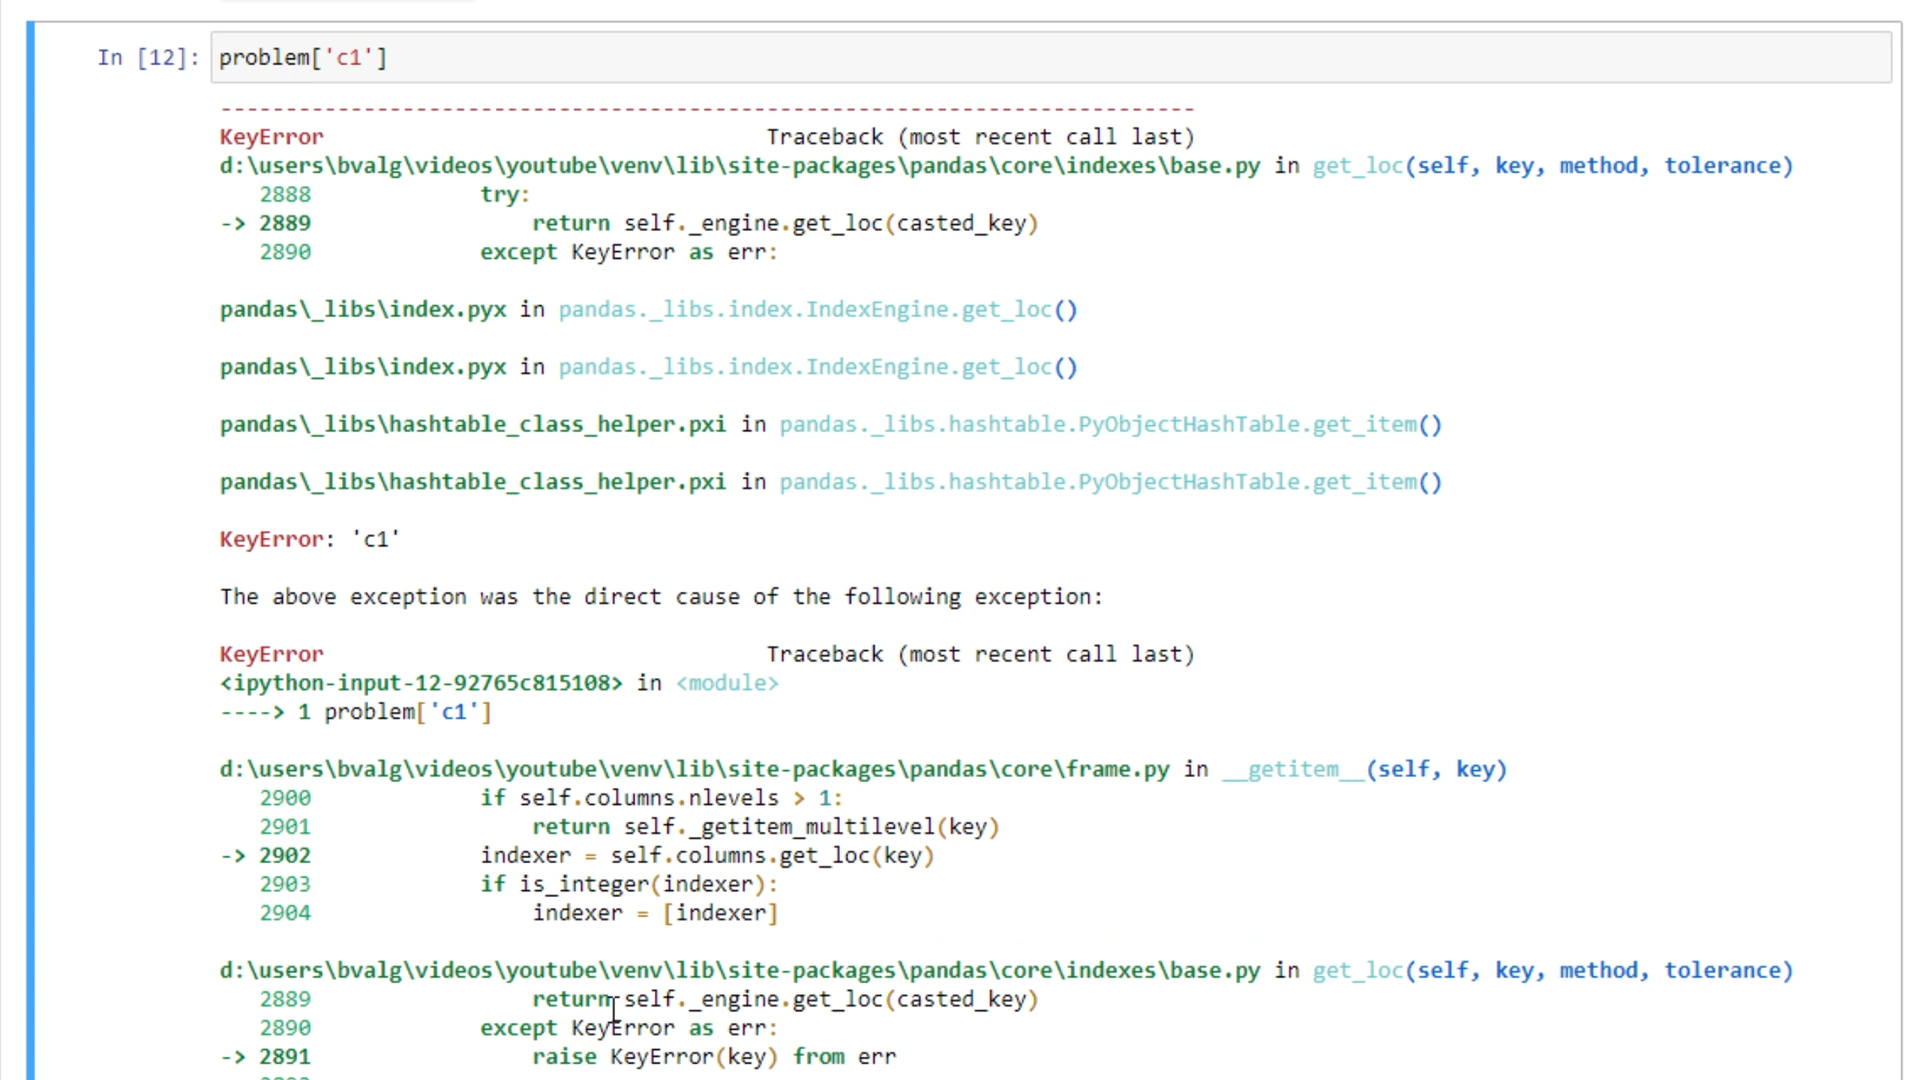 In [12]: problem['c1']
---------------------------------------------------------------------------
KeyError                                  Traceback (most recent call last)
d:\users\bvalg\videos\youtube\venv\lib\site-packages\pandas\core\indexes\base.py in get_loc(self, key, method, tolerance)
   2888             try:
-> 2889                 return self._engine.get_loc(casted_key)
   2890             except KeyError as err:
pandas\_libs\index.pyx in pandas._libs.index.IndexEngine.get_loc()
pandas\_libs\index.pyx in pandas._libs.index.IndexEngine.get_loc()
pandas\_libs\hashtable_class_helper.pxi in pandas._libs.hashtable.PyObjectHashTable.get_item()
pandas\_libs\hashtable_class_helper.pxi in pandas._libs.hashtable.PyObjectHashTable.get_item()
KeyError: 'c1'
The above exception was the direct cause of the following exception:
KeyError                                  Traceback (most recent call last)
<ipython-input-12-92765c815108> in <module>
----> 1 problem['c1']
d:\users\bvalg\videos\youtube\venv\lib\site-packages\pandas\core\frame.py in __getitem__(self, key)
   2900             if self.columns.nlevels > 1:
   2901                 return self._getitem_multilevel(key)
-> 2902             indexer = self.columns.get_loc(key)
   2903             if is_integer(indexer):
   2904                 indexer = [indexer]
d:\users\bvalg\videos\youtube\venv\lib\site-packages\pandas\core\indexes\base.py in get_loc(self, key, method, tolerance)
   2889                 return self._engine.get_loc(casted_key)
   2890             except KeyError as err:
-> 2891                 raise KeyError(key) from err